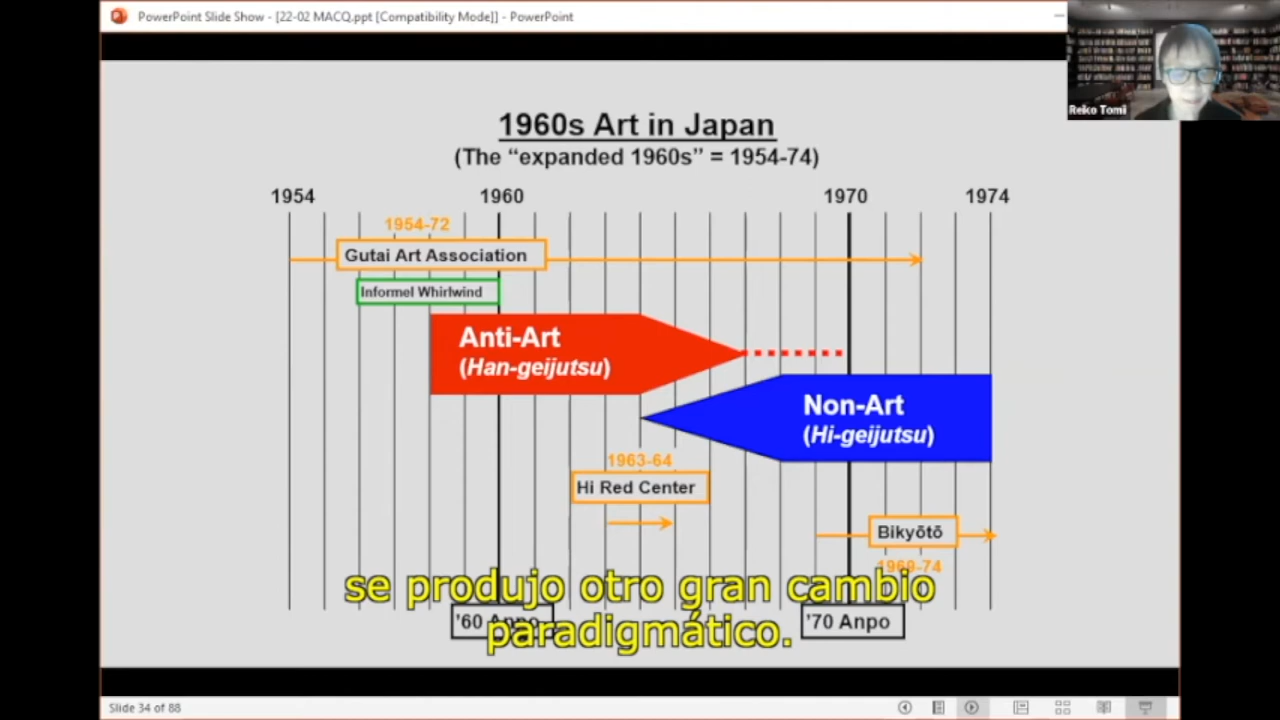 PowerPoint Slide Show - [22-02 MACQ.ppt [Compatibility Mode]] - PowerPoint
Reiko Tomii
1960s Art in Japan
(The “expanded 1960s” = 1954-74)
1954 1960 1970 1974
1954-72
Gutai Art Association
Informel Whirlwind
Anti-Art
(Han-geijutsu)
Non-Art
(Hi-geijutsu)
1963-64
Hi Red Center
Bikyōtō
1969-74
se produjo otro gran cambio
'60 Anpo
'70 Anpo
paradigmático.
Slide 34 of 88